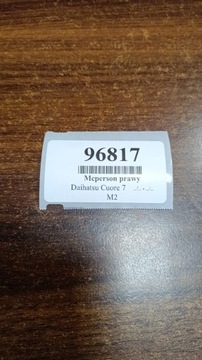 96817
Mcperson prawy
Daihatsu Cuore 7
M2